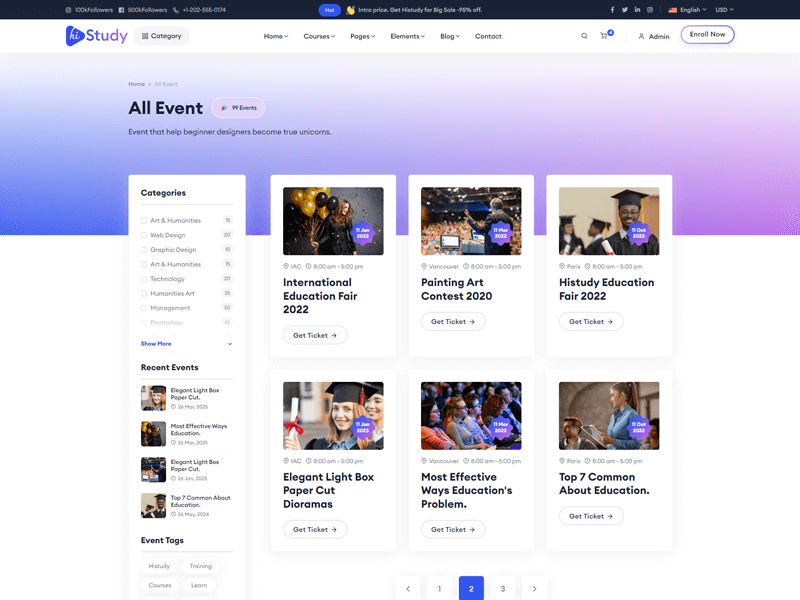 100kFollowers
500kFollowers
+1-202-555-0174
Hot
Intro price. Get Histudy for Big Sale -95% off.
English
USD
hi Study
Category
Home
Courses
Pages
Elements
Blog
Contact
4
Admin
Enroll Now
Home
All Event
All Event
99 Events
Event that help beginner designers become true unicorns.
Categories
Art & Humanities 15
Web Design 20
Graphic Design 10
Art & Humanities 15
Technology 20
Humanities Art 25
Management 50
Photoshop
Show More
Recent Events
Elegant Light Box
Paper Cut.
26 Mar, 2025
Most Effective Ways
Education.
26 Mar, 2025
Elegant Light Box
Paper Cut.
26 Jan, 2025
Top 7 Common About
Education.
26 May, 2024
Event Tags
Histudy
Training
Courses
Learn
11 Jan
2022
IAC
8:00 am - 5:00 pm
International
Education Fair
2022
Get Ticket
11 Mar
2022
Vancouver
8:00 am - 5:00 pm
Painting Art
Contest 2020
Get Ticket
11 Oct
2022
Paris
8:00 am - 5:00 pm
Histudy Education
Fair 2022
Get Ticket
11 Jan
2023
IAC
8:00 am - 5:00 pm
Elegant Light Box
Paper Cut
Dioramas
Get Ticket
11 Mar
2022
Vancouver
8:00 am - 5:00 pm
Most Effective
Ways Education's
Problem.
Get Ticket
11 Oct
2022
Paris
8:00 am - 5:00 pm
Top 7 Common
About Education.
Get Ticket
1
2
3